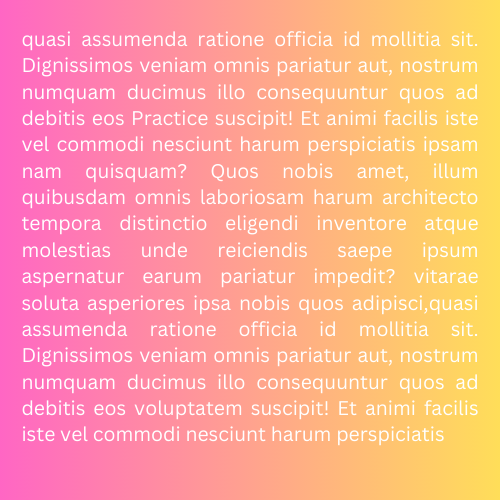 quasi assumenda ratione officia id mollitia sit.
Dignissimos veniam omnis pariatur aut, nostrum
numquam ducimus illo consequuntur quos ad
debitis eos Practice suscipit! Et animi facilis iste
vel commodi nesciunt harum perspiciatis ipsam
nam quisquam? Quos nobis amet, illum
quibusdam omnis laboriosam harum architecto
tempora distinctio eligendi inventore atque
molestias unde reiciendis saepe ipsum
aspernatur earum pariatur impedit? vitarae
soluta asperiores ipsa nobis quos adipisci,quasi
assumenda ratione officia id mollitia sit.
Dignissimos veniam omnis pariatur aut, nostrum
numquam ducimus illo consequuntur quos ad
debitis eos voluptatem suscipit! Et animi facilis
iste vel commodi nesciunt harum perspiciatis